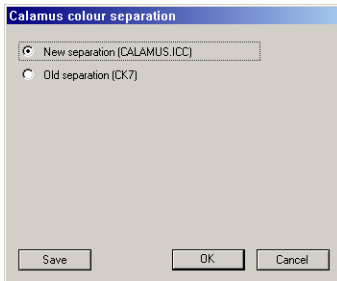 Calamus colour separation
New separation (CALAMUS.ICC)
Old separation (CK7)
Save OK Cancel